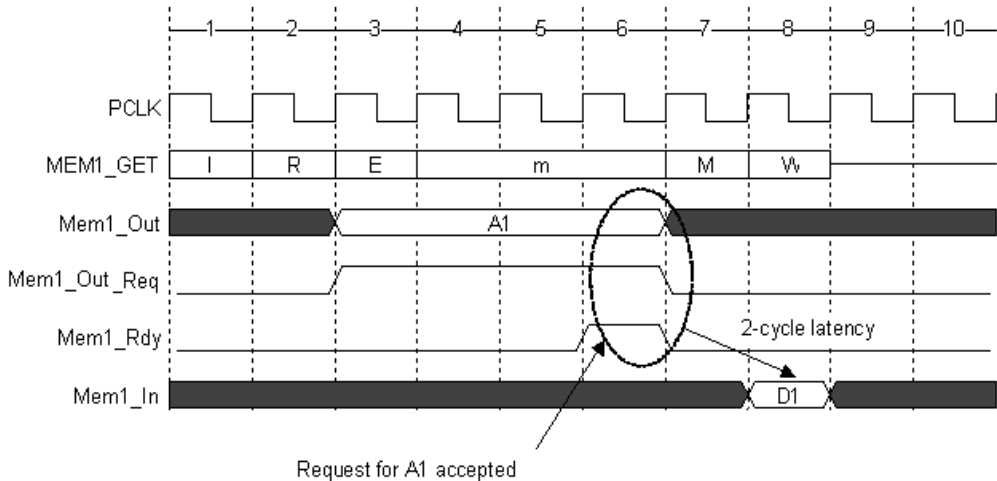 1 2 3 4 5 6 7 8 9 10
PCLK
MEM1_GET I R E m M W
Mem1_Out A1
Mem1_Out_Req
Mem1_Rdy 2-cycle latency
Mem1_In D1
Request for A1 accepted